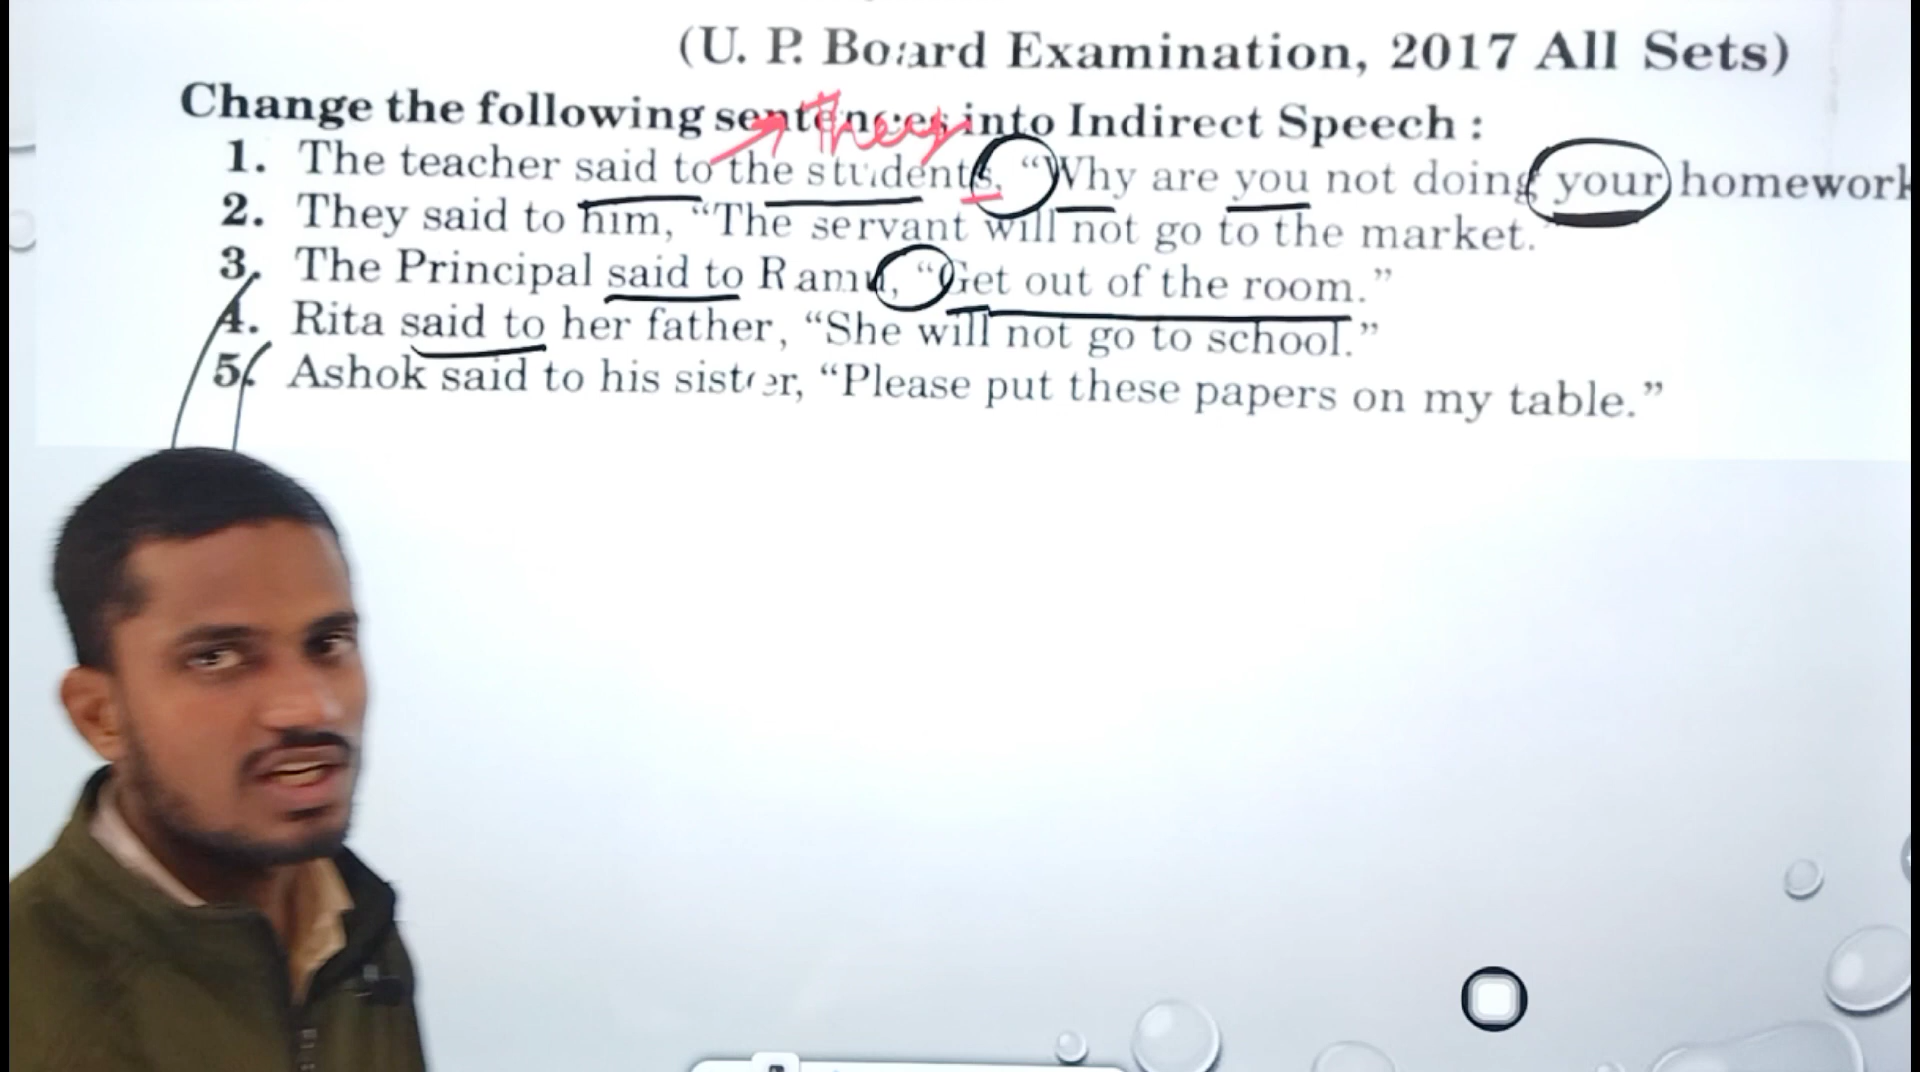 (U. P. Board Examination, 2017 All Sets)
Change the following sentences into Indirect Speech :
They
1. The teacher said to the students, “Why are you not doing your homework
2. They said to him, “The servant will not go to the market.
3. The Principal said to Ramu, “Get out of the room.”
4. Rita said to her father, “She will not go to school.”
5. Ashok said to his sister, “Please put these papers on my table.”